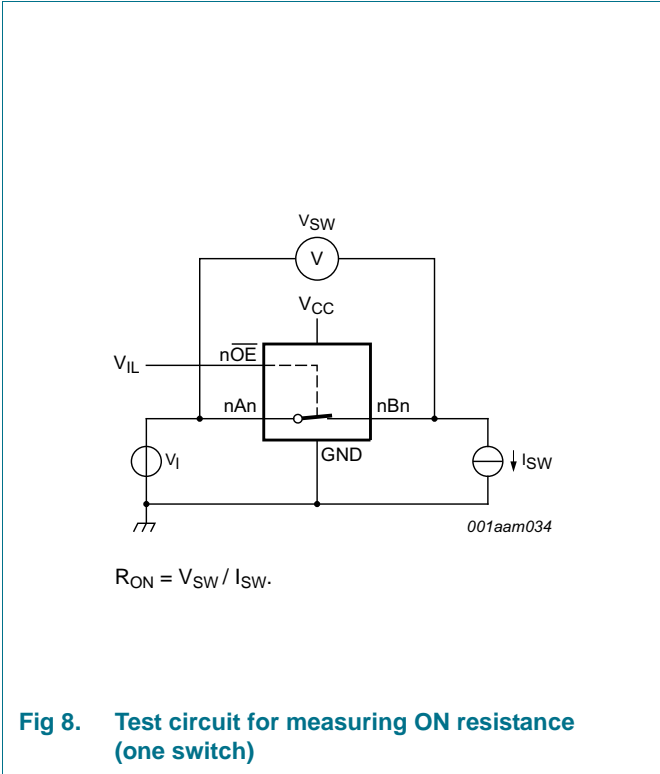 VSW
V
VCC
VIL
nOE
nAn
nBn
VI
GND
ISW
001aam034
RON = VSW / ISW.
Fig 8. Test circuit for measuring ON resistance
(one switch)